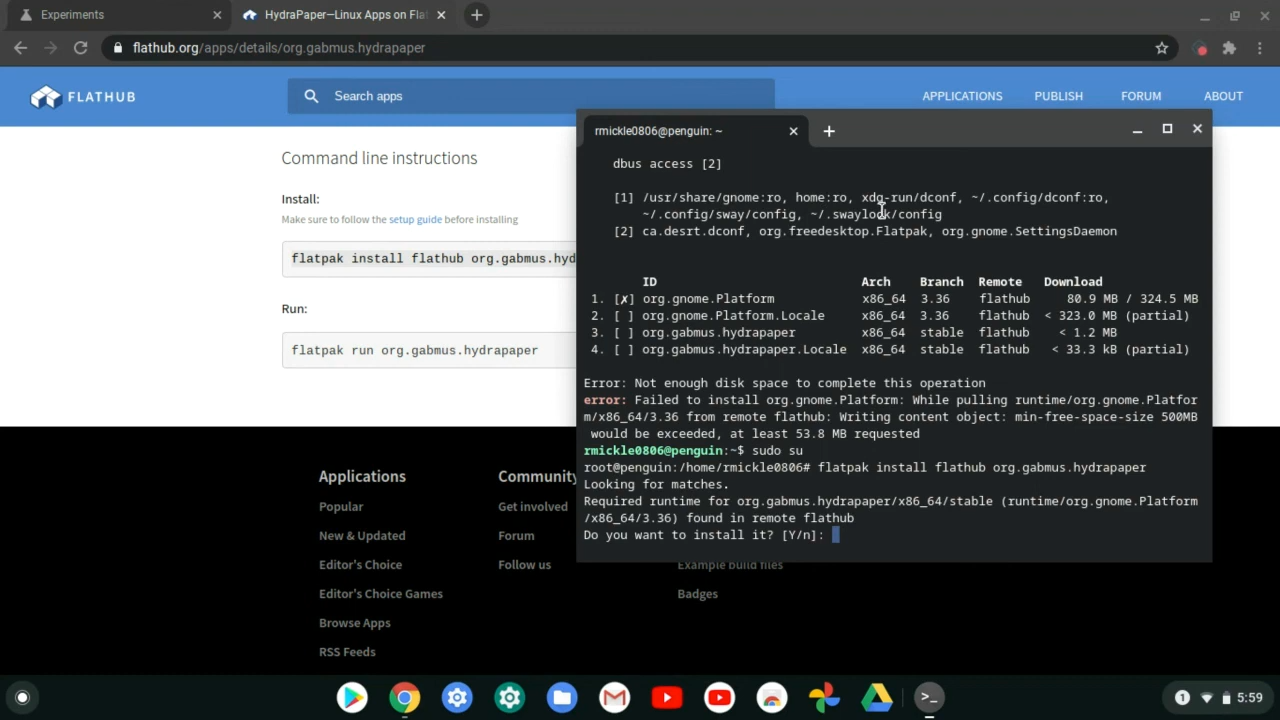 Experiments
HydraPaper—Linux Apps on Flat
flathub.org/apps/details/org.gabmus.hydrapaper
FLATHUB
Search apps
APPLICATIONS
PUBLISH
FORUM
ABOUT
Command line instructions
Install:
Make sure to follow the setup guide before installing
flatpak install flathub org.gabmus.hyd
Run:
flatpak run org.gabmus.hydrapaper
rmickle0806@penguin: ~
dbus access [2]
[1] /usr/share/gnome:ro, home:ro, xdg-run/dconf, ~/.config/dconf:ro,
~/.config/sway/config, ~/.swaylock/config
[2] ca.desrt.dconf, org.freedesktop.Flatpak, org.gnome.SettingsDaemon
ID Arch Branch Remote Download
1. [✗] org.gnome.Platform x86_64 3.36 flathub 80.9 MB / 324.5 MB
2. [ ] org.gnome.Platform.Locale x86_64 3.36 flathub < 323.0 MB (partial)
3. [ ] org.gabmus.hydrapaper x86_64 stable flathub < 1.2 MB
4. [ ] org.gabmus.hydrapaper.Locale x86_64 stable flathub < 33.3 kB (partial)
Error: Not enough disk space to complete this operation
error: Failed to install org.gnome.Platform: While pulling runtime/org.gnome.Platfor
m/x86_64/3.36 from remote flathub: Writing content object: min-free-space-size 500MB
would be exceeded, at least 53.8 MB requested
rmickle0806@penguin:~$ sudo su
root@penguin:/home/rmickle0806# flatpak install flathub org.gabmus.hydrapaper
Looking for matches.
Required runtime for org.gabmus.hydrapaper/x86_64/stable (runtime/org.gnome.Platform
/x86_64/3.36) found in remote flathub
Do you want to install it? [Y/n]:
Applications
Popular
New & Updated
Editor's Choice
Editor's Choice Games
Browse Apps
RSS Feeds
Community
Get involved
Forum
Follow us
Example build files
Badges
>_
1
5:59